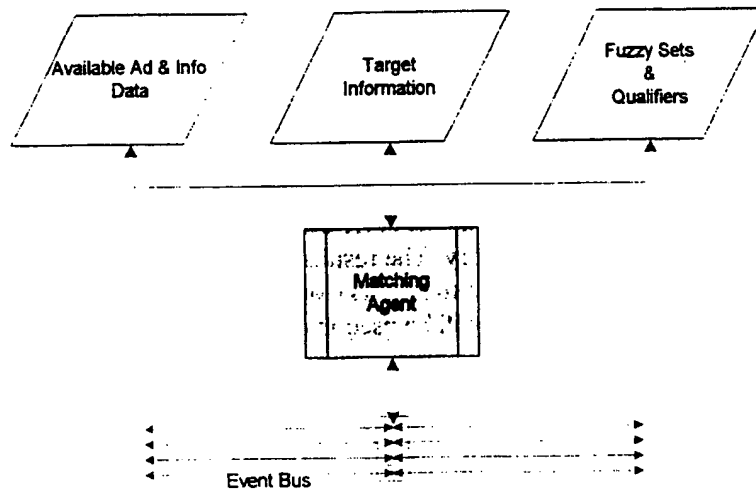 Available Ad & Info
Data
Target
Information
Fuzzy Sets
&
Qualifiers
Matching
Agent
Event Bus